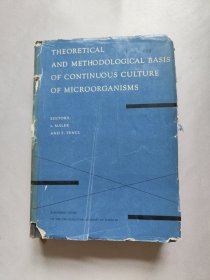 THEORETICAL
AND METHODOLOGICAL BASIS
OF CONTINUOUS CULTURE
OF MICROORGANISMS
EDITORS
I. MÁLEK
AND Z. FENCL